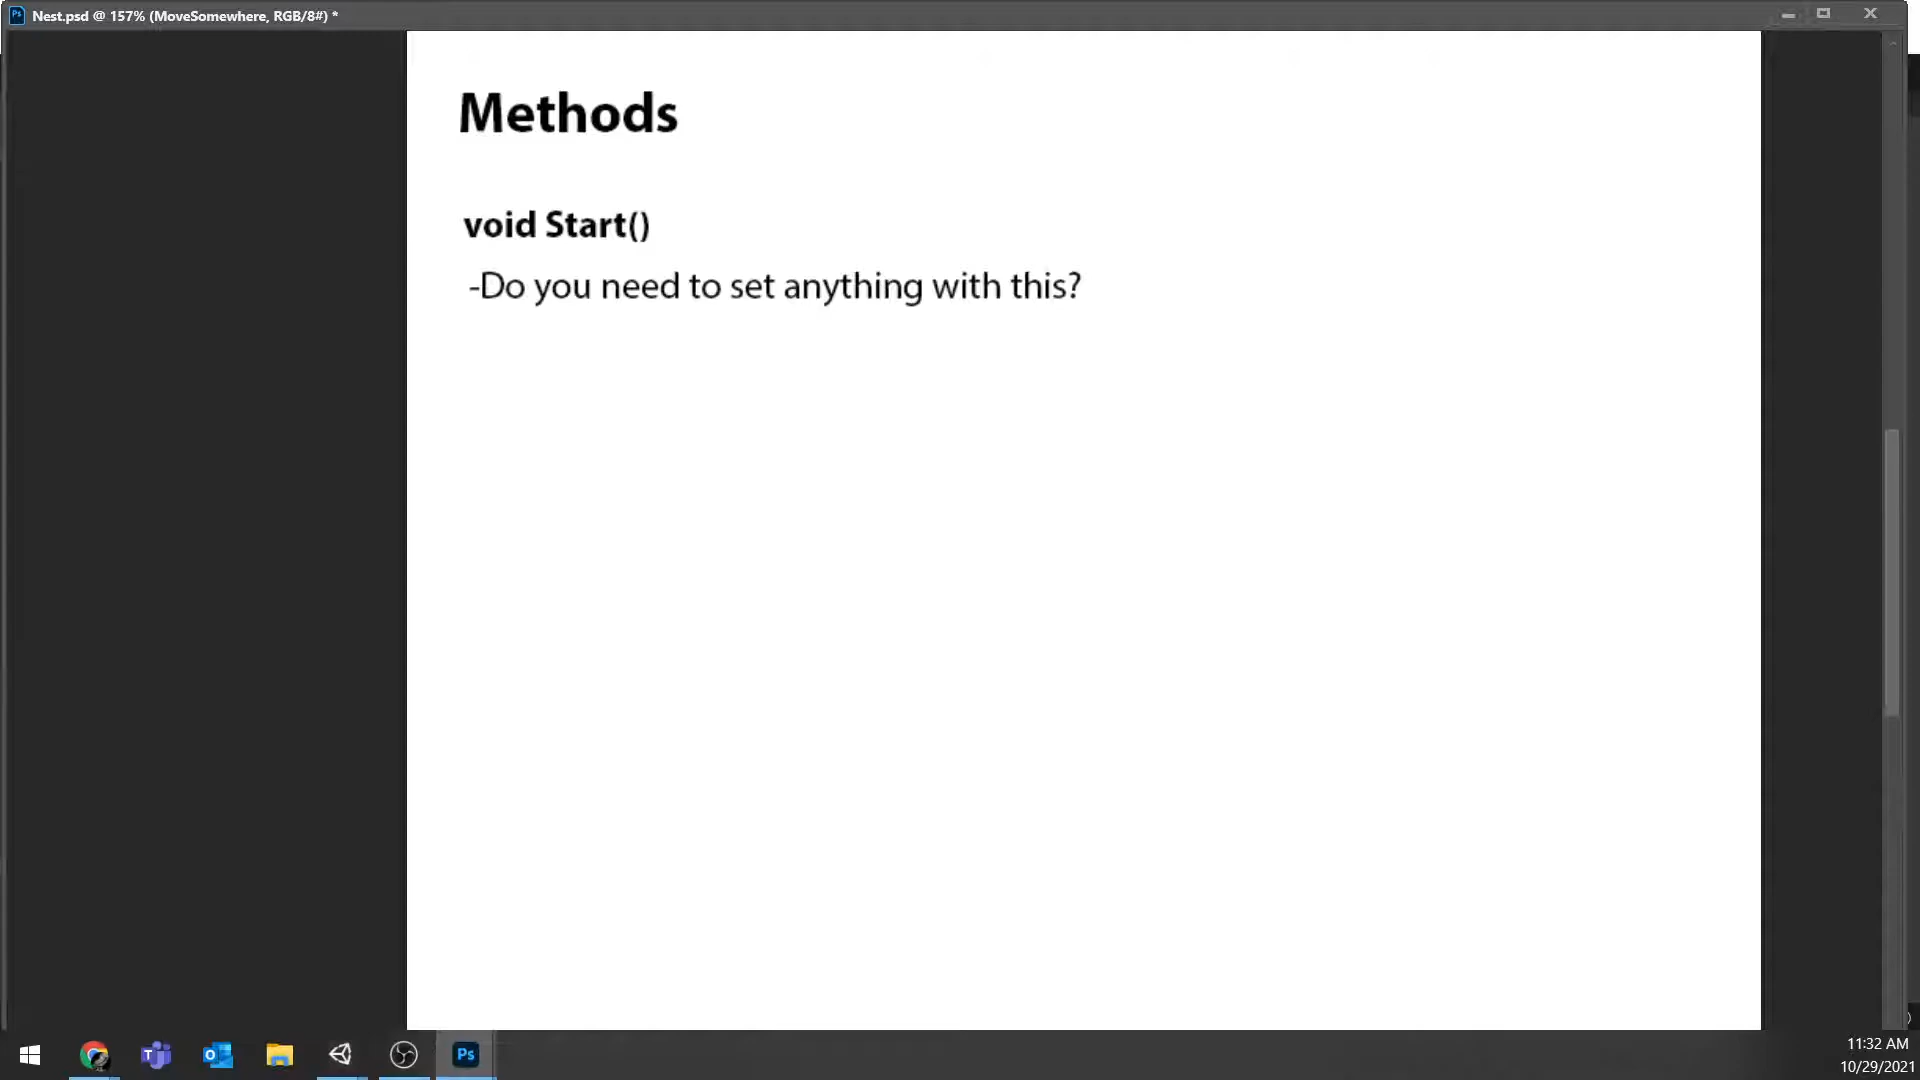 Nest.psd @ 157% (MoveSomewhere, RGB/8#) *
Methods
void Start()
-Do you need to set anything with this?
11:32 AM
10/29/2021